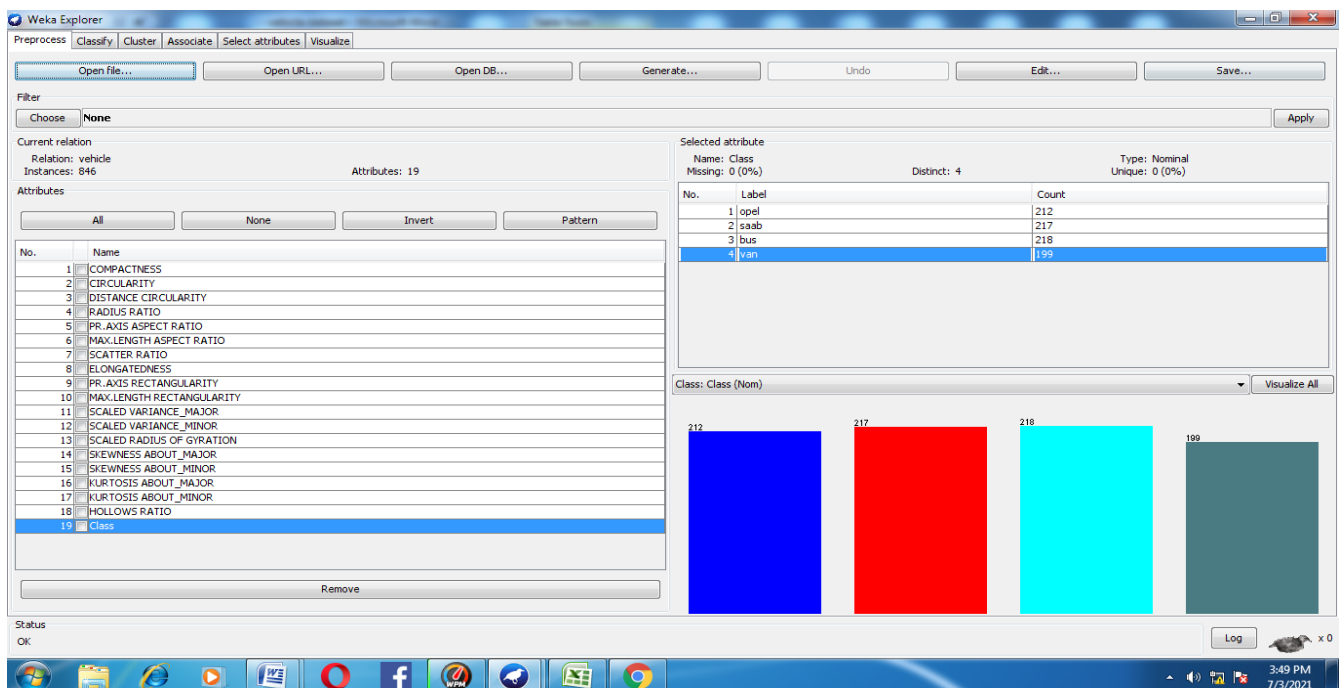 Weka Explorer
Preprocess Classify Cluster Associate Select attributes Visualize
Open file... Open URL... Open DB... Generate... Undo Edit... Save...
Filter
Choose None Apply
Current relation
Relation: vehicle
Instances: 846 Attributes: 19
Attributes
All None Invert Pattern
No. Name
1 COMPACTNESS
2 CIRCULARITY
3 DISTANCE CIRCULARITY
4 RADIUS RATIO
5 PR.AXIS ASPECT RATIO
6 MAX.LENGTH ASPECT RATIO
7 SCATTER RATIO
8 ELONGATEDNESS
9 PR.AXIS RECTANGULARITY
10 MAX.LENGTH RECTANGULARITY
11 SCALED VARIANCE_MAJOR
12 SCALED VARIANCE_MINOR
13 SCALED RADIUS OF GYRATION
14 SKEWNESS ABOUT_MAJOR
15 SKEWNESS ABOUT_MINOR
16 KURTOSIS ABOUT_MAJOR
17 KURTOSIS ABOUT_MINOR
18 HOLLOWS RATIO
19 Class
Remove
Selected attribute
Name: Class Type: Nominal
Missing: 0 (0%) Distinct: 4 Unique: 0 (0%)
No. Label Count
1 opel 212
2 saab 217
3 bus 218
4 van 199
Class: Class (Nom) Visualize All
212 217 218 199
Status
OK
Log x 0
WPM
3:49 PM
7/3/2021